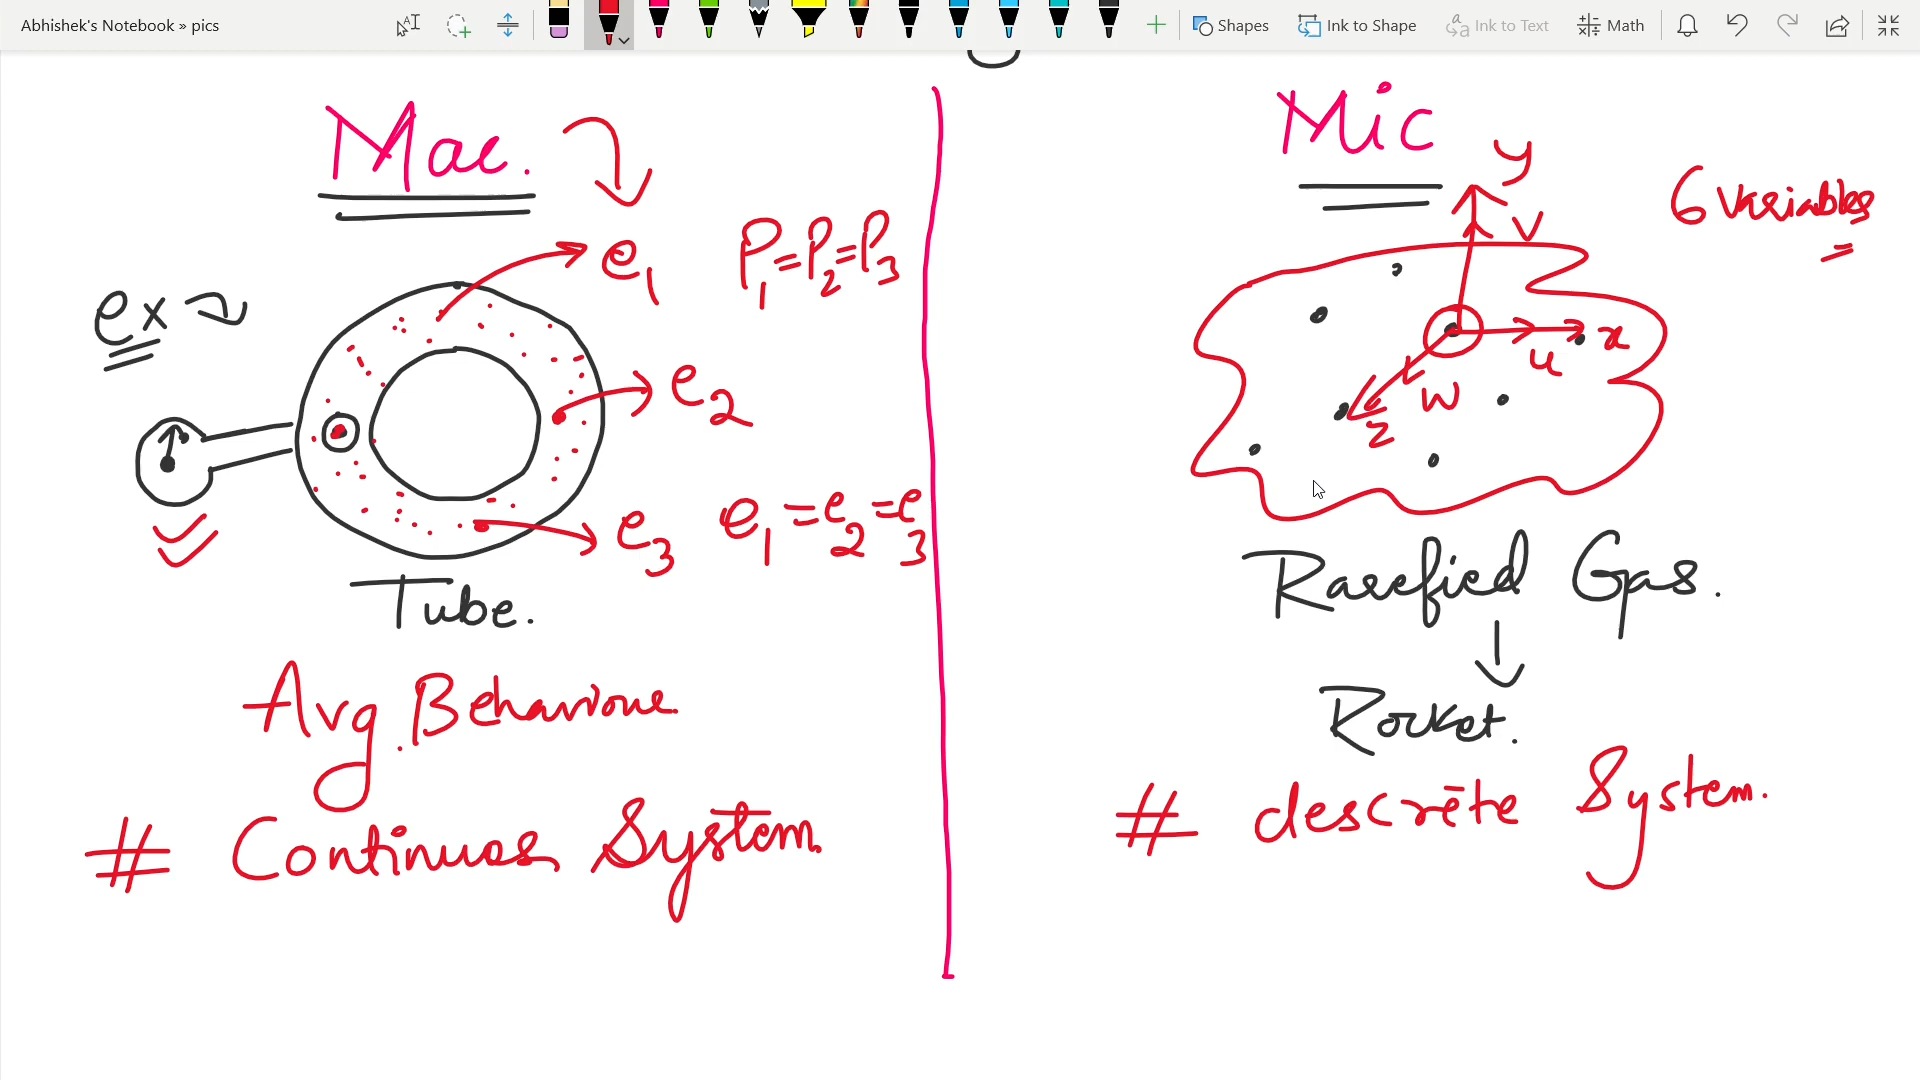 Abhishek's Notebook » pics
Shapes
Ink to Shape
Ink to Text
Math
Mac.
ex
e1
P1=P2=P3
e2
e3
e1=e2=e3
Tube.
Avg. Behaviour
# Continuos System
Mic
y
6 variables
v
x
u
w
z
Rarefied Gas.
Rocket.
# descrete System.